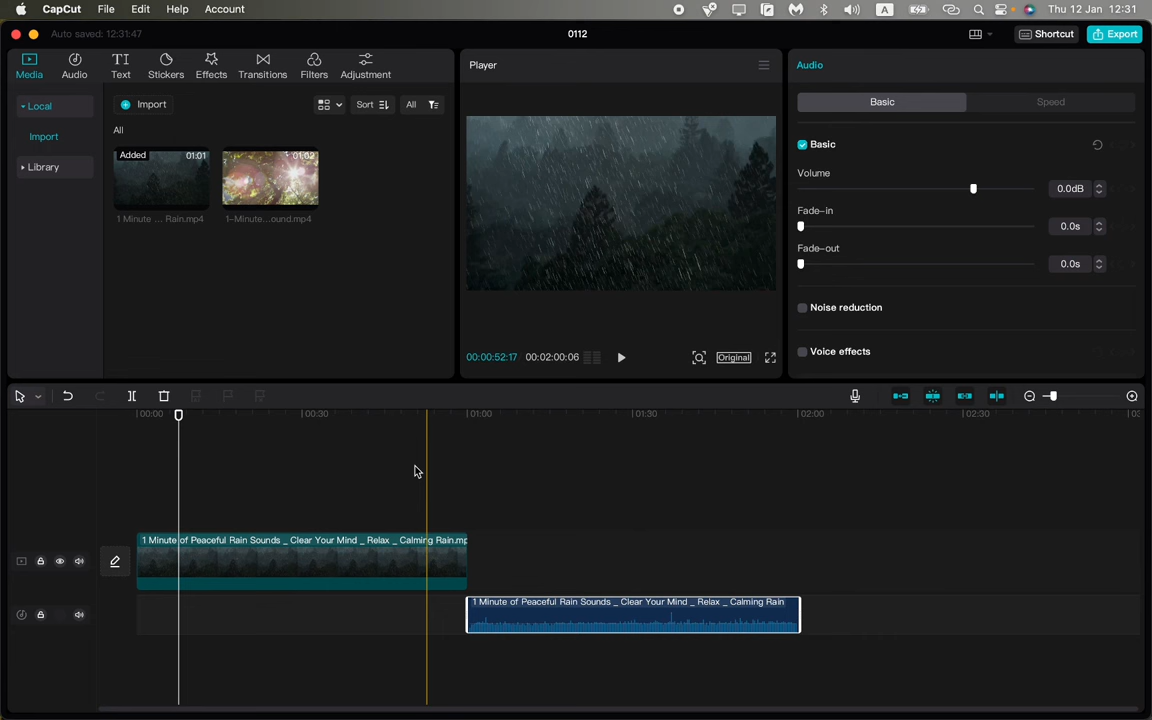 CapCut File Edit Help Account A Thu 12 Jan 12:31
Auto saved: 12:31:47 0112 Shortcut Export
Media Audio Text Stickers Effects Transitions Filters Adjustment
Player
Audio
Local
Import
Library
Import Sort All
All
Added 01:01
01:02
1 Minute ... Rain.mp4 1-Minute...ound.mp4
00:00:52:17 00:02:00:06 Original
Basic Speed
Basic
Volume
0.0dB
Fade-in
0.0s
Fade-out
0.0s
Noise reduction
Voice effects
00:00 00:30 01:00 01:30 02:00 02:30
1 Minute of Peaceful Rain Sounds _ Clear Your Mind _ Relax _ Calming Rain.mp
1 Minute of Peaceful Rain Sounds _ Clear Your Mind _ Relax _ Calming Rain